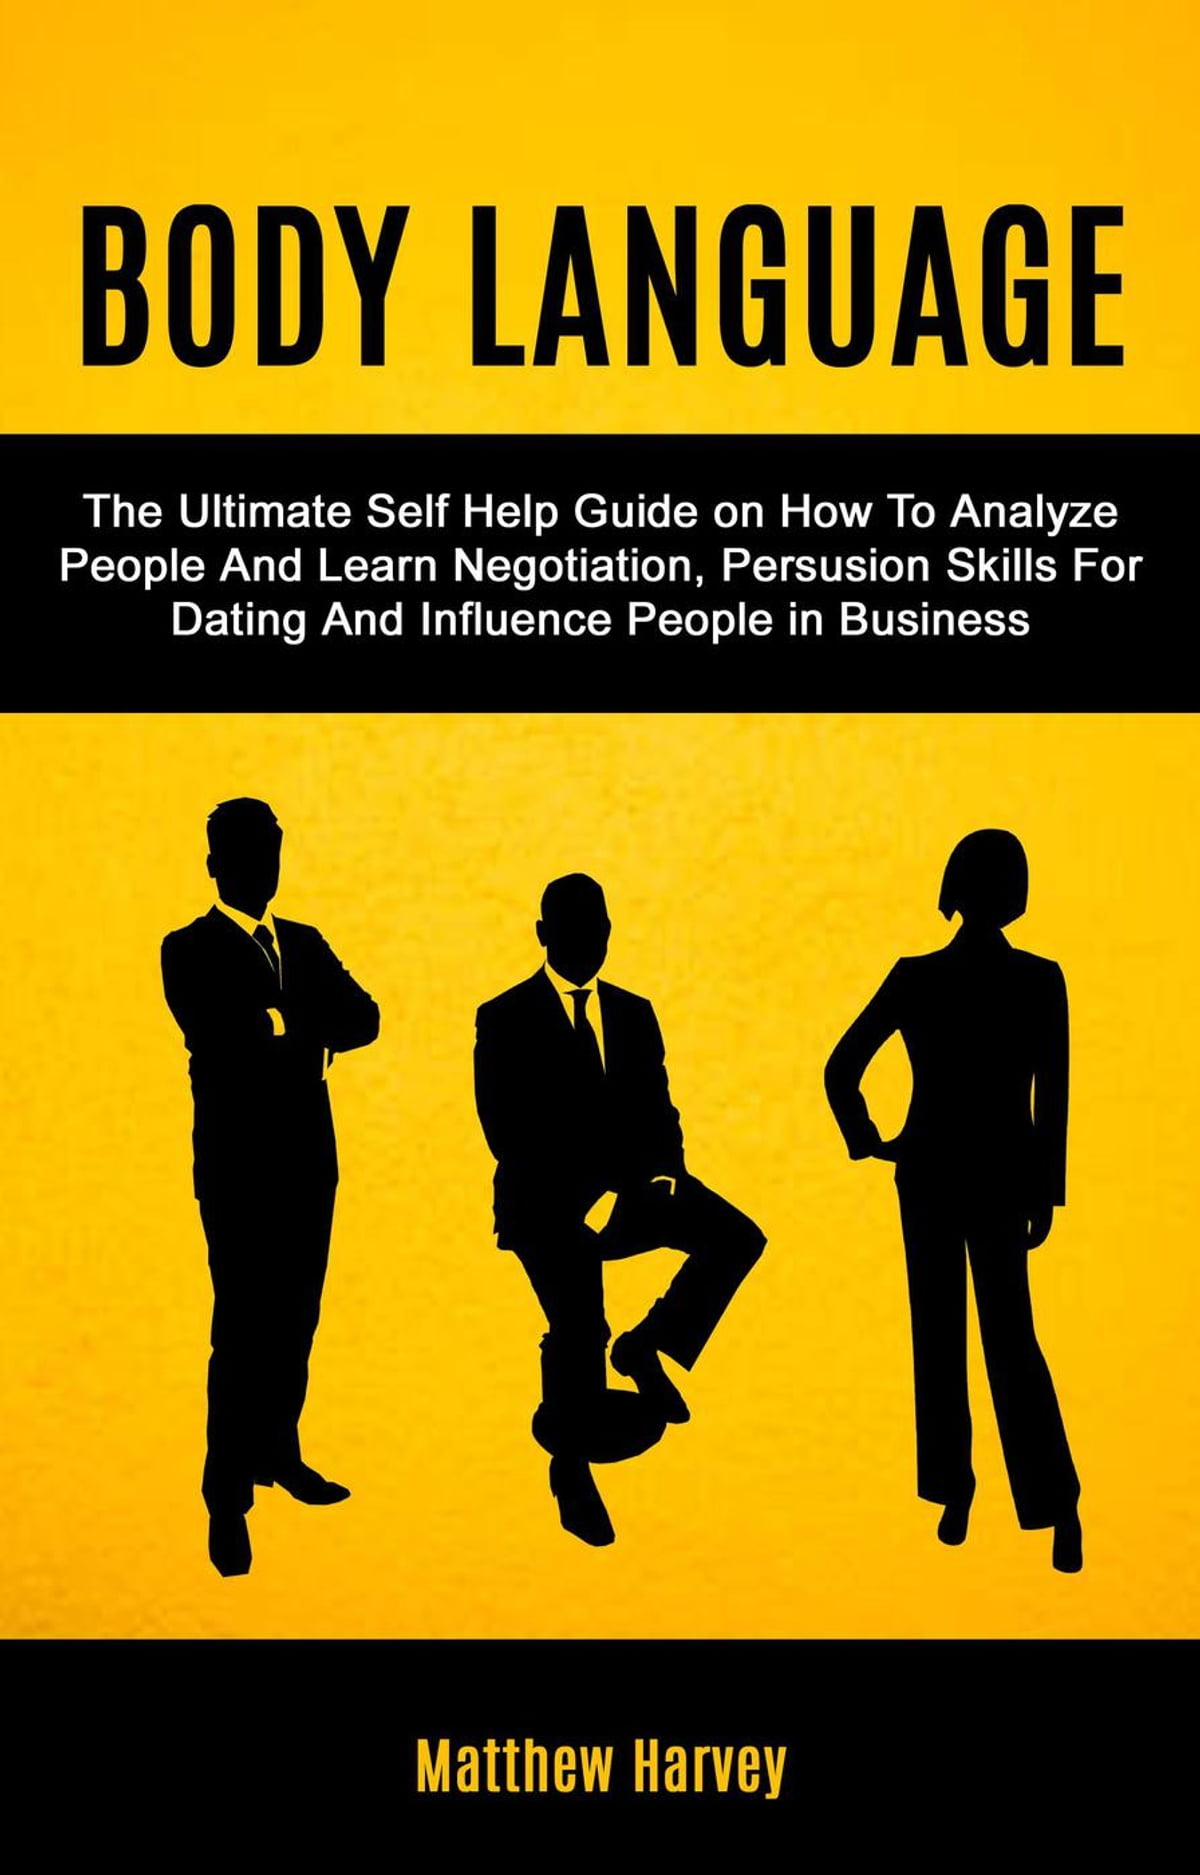 BODY LANGUAGE
The Ultimate Self Help Guide on How To Analyze
People And Learn Negotiation, Persusion Skills For
Dating And Influence People in Business
Matthew Harvey